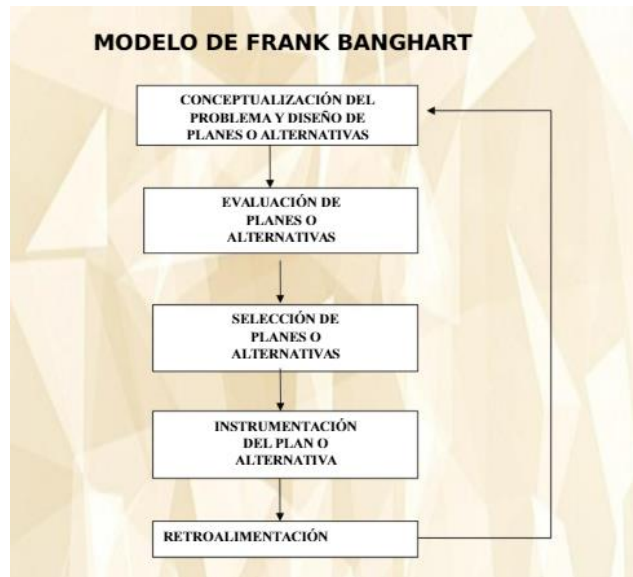 MODELO DE FRANK BANGHART
CONCEPTUALIZACIÓN DEL
PROBLEMA Y DISEÑO DE
PLANES O ALTERNATIVAS
EVALUACIÓN DE
PLANES O
ALTERNATIVAS
SELECCIÓN DE
PLANES O
ALTERNATIVAS
INSTRUMENTACIÓN
DEL PLAN O
ALTERNATIVA
RETROALIMENTACIÓN